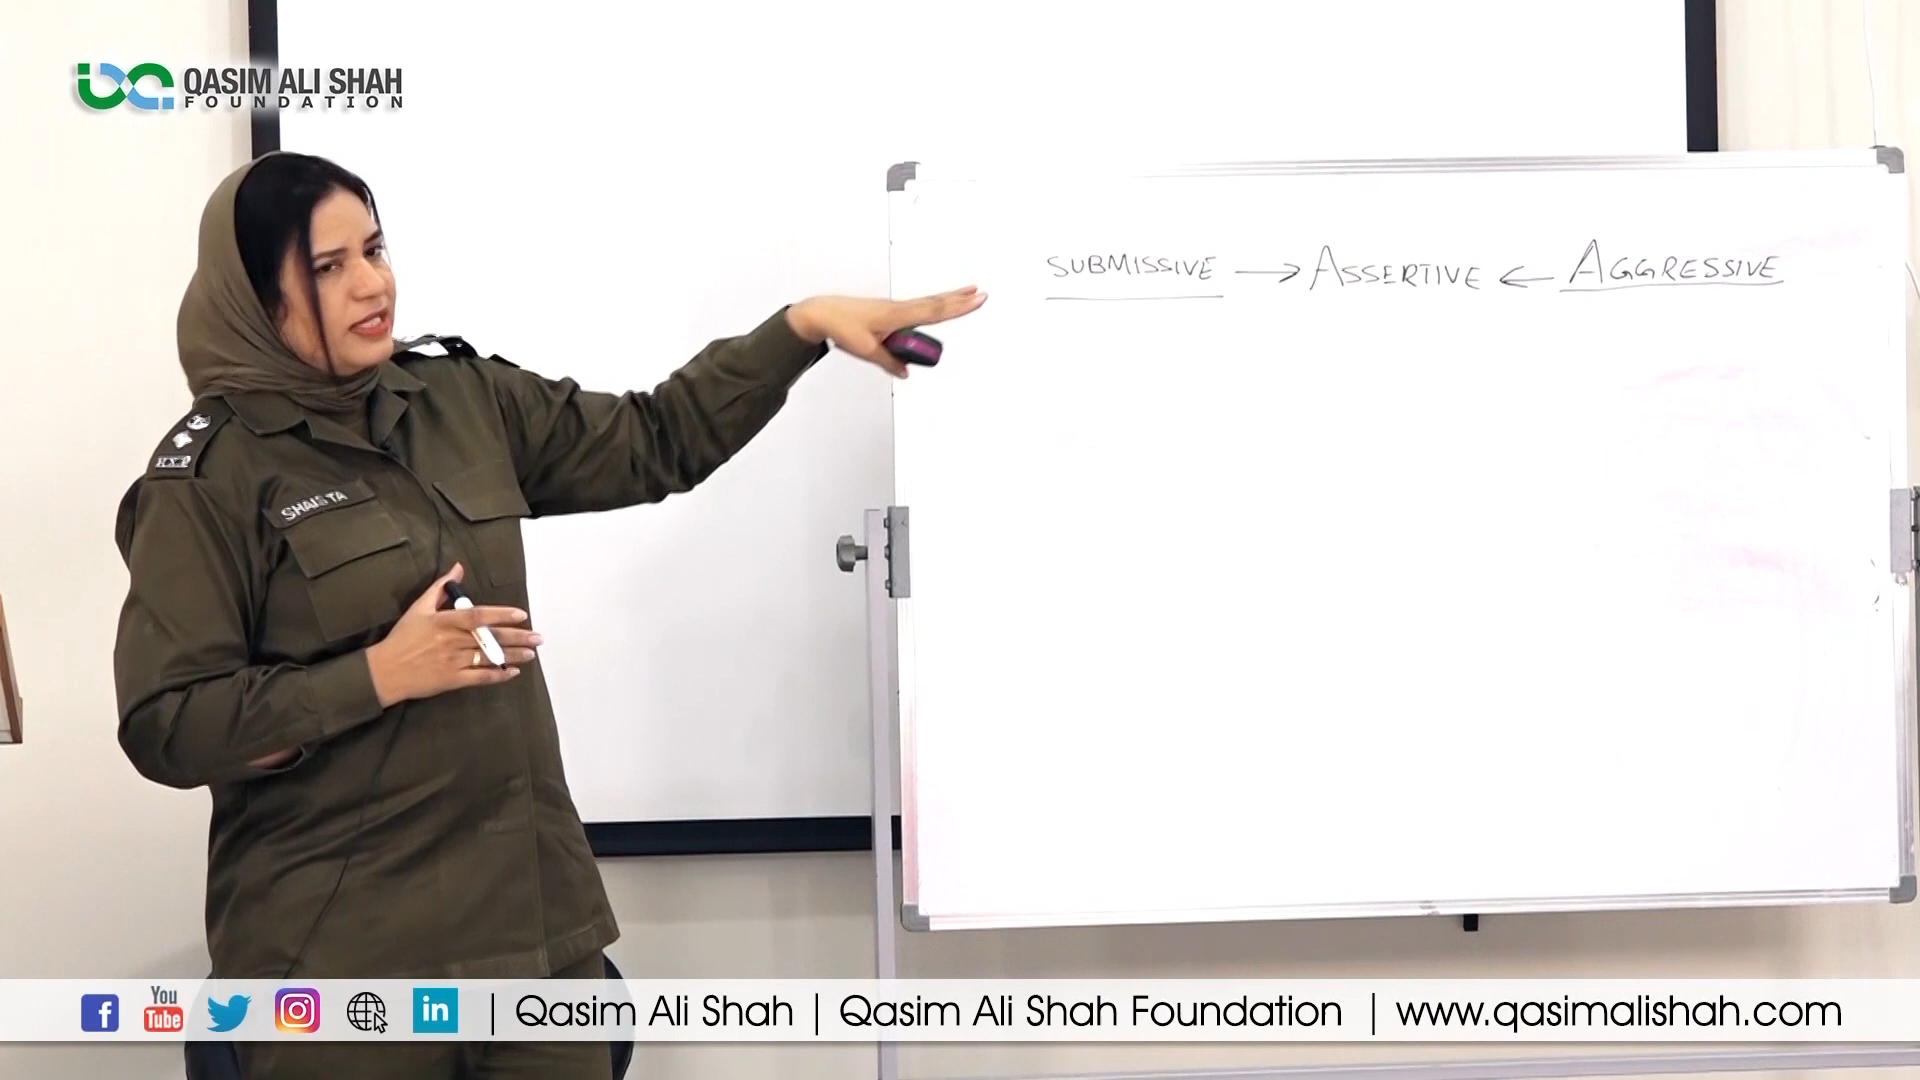 QASIM ALI SHAH
FOUNDATION
SUBMISSIVE → ASSERTIVE ← AGGRESSIVE
SHAISTA
You
Tube
f
in
| Qasim Ali Shah | Qasim Ali Shah Foundation | www.qasimalishah.com